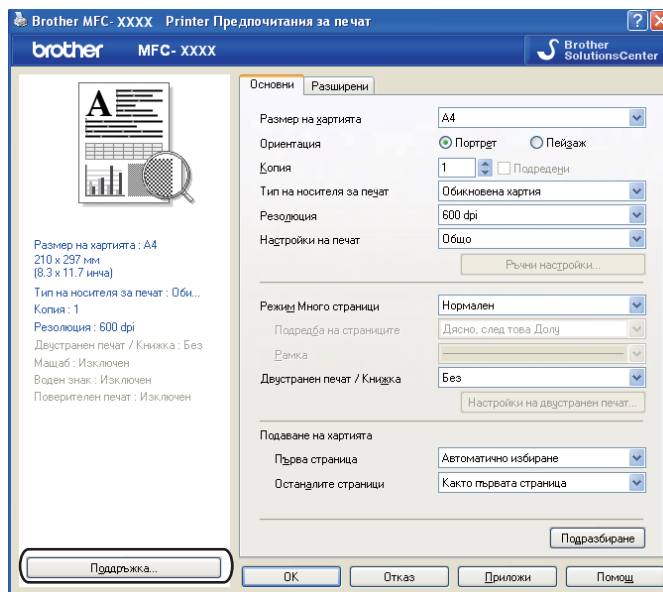 Brother MFC- XXXX Printer Предпочитания за печат
brother MFC- XXXX
Brother
SolutionsCenter
A
Размер на хартията : A4
210 x 297 мм
(8.3 x 11.7 инча)
Тип на носителя за печат : Оби...
Копия : 1
Резолюция : 600 dpi
Двустранен печат / Книжка : Без
Мащаб : Изключен
Воден знак : Изключен
Поверителен печат : Изключен
Поддръжка...
Основни Разширени
Размер на хартията A4
Ориентация Портрет Пейзаж
Копия 1 Подредени
Тип на носителя за печат Обикновена хартия
Резолюция 600 dpi
Настройки на печат Общо
Ръчни настройки...
Режим Много страници Нормален
Подредба на страниците Дясно, след това Долу
Рамка
Двустранен печат / Книжка Без
Настройки на двустранен печат...
Подаване на хартията
Първа страница Автоматично избиране
Останалите страници Както първата страница
Подразбиране
OK Отказ Приложи Помощ